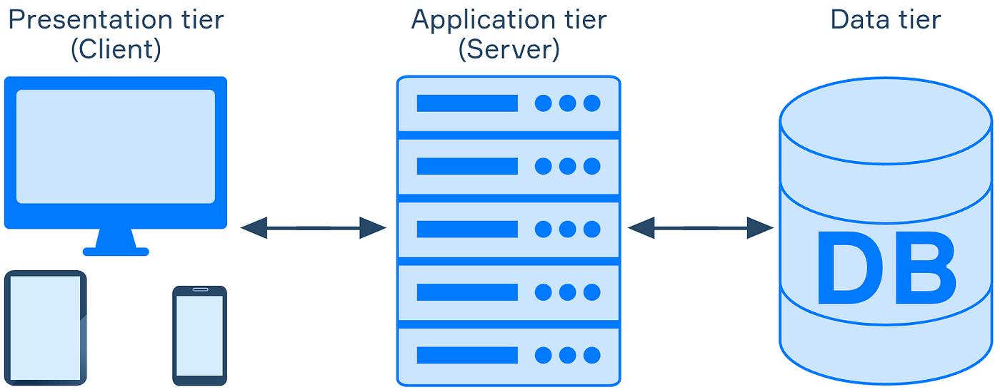 Presentation tier
(Client)
Application tier
(Server)
Data tier
DB